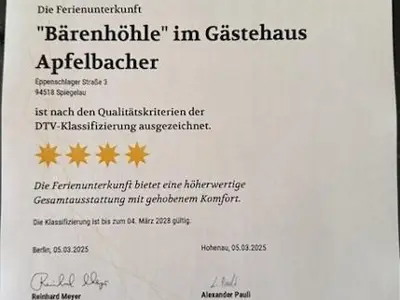 Die Ferienunterkunft
"Bärenhöhle" im Gästehaus
Apfelbacher
Eppenschlager Straße 3
94518 Spiegelau
ist nach den Qualitätskriterien der
DTV-Klassifizierung ausgezeichnet.
Die Ferienunterkunft bietet eine höherwertige
Gesamtausstattung mit gehobenem Komfort.
Die Klassifizierung ist bis zum 04. März 2028 gültig.
Berlin, 05.03.2025
Hohenau, 05.03.2025
Reinhard Meyer
Alexander Pauli